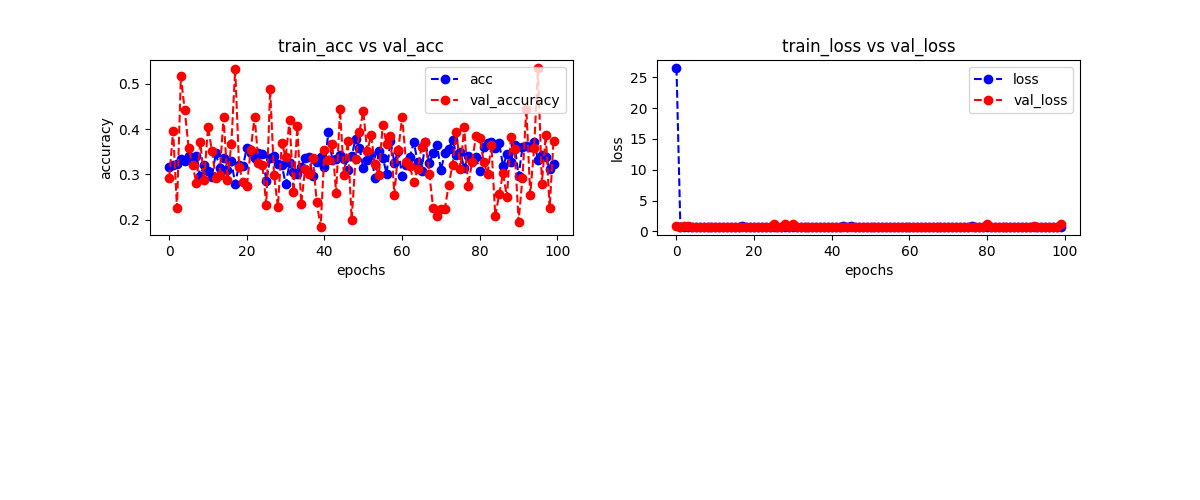 train_acc vs val_acc
accuracy
0.5
0.4
0.3
0.2
acc
val_accuracy
0 20 40 60 80 100
epochs
train_loss vs val_loss
loss
25
20
15
10
5
0
loss
val_loss
0 20 40 60 80 100
epochs